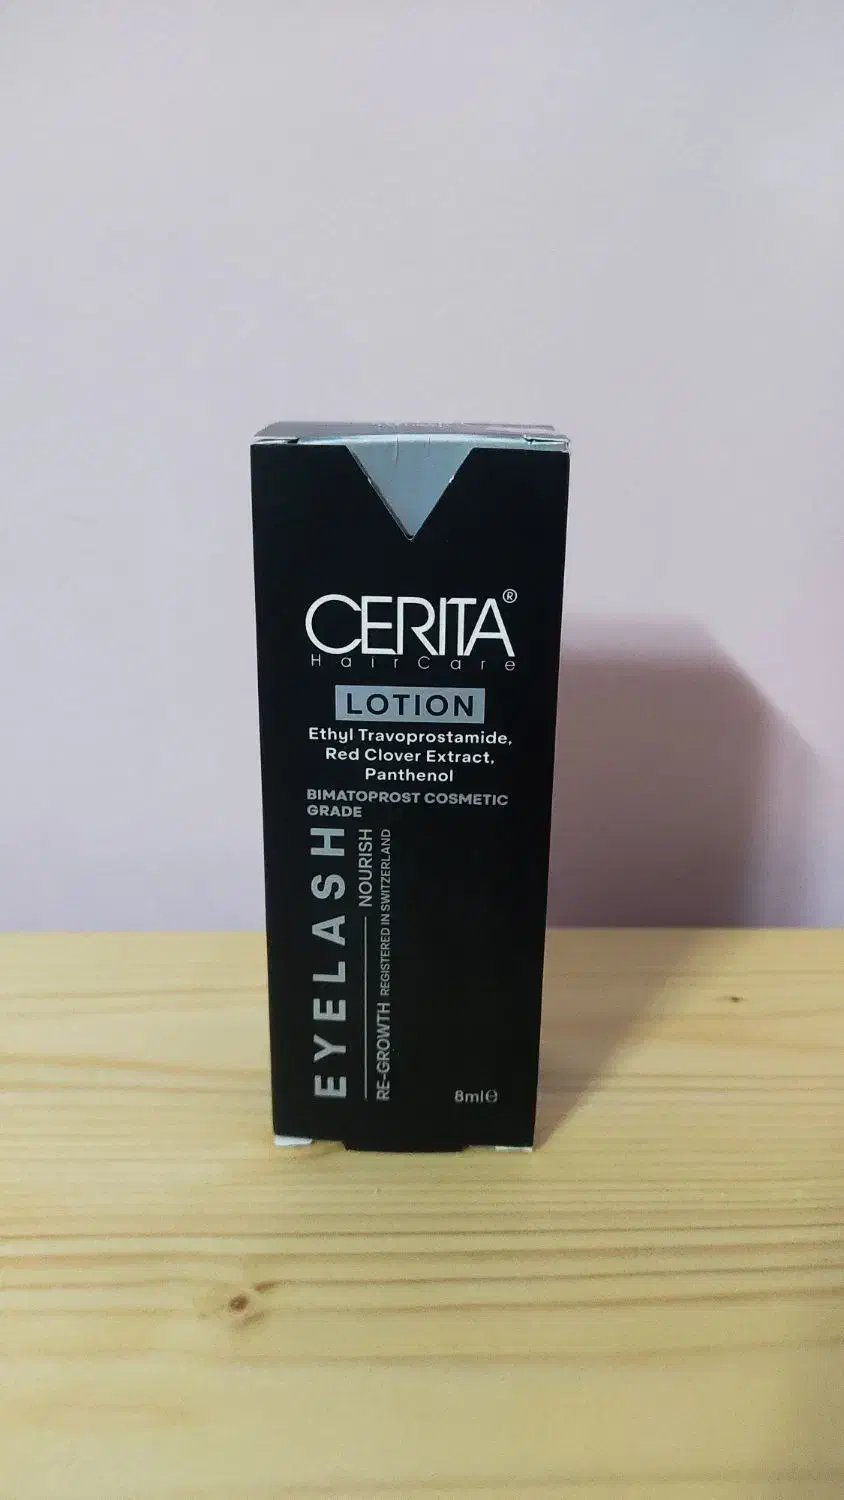 CERITA®
HairCare
LOTION
Ethyl Travoprostamide,
Red Clover Extract,
Panthenol
BIMATOPROST COSMETIC
GRADE
EYELASH
NOURISH
RE-GROWTH
REGISTERED IN SWITZERLAND
8ml℮